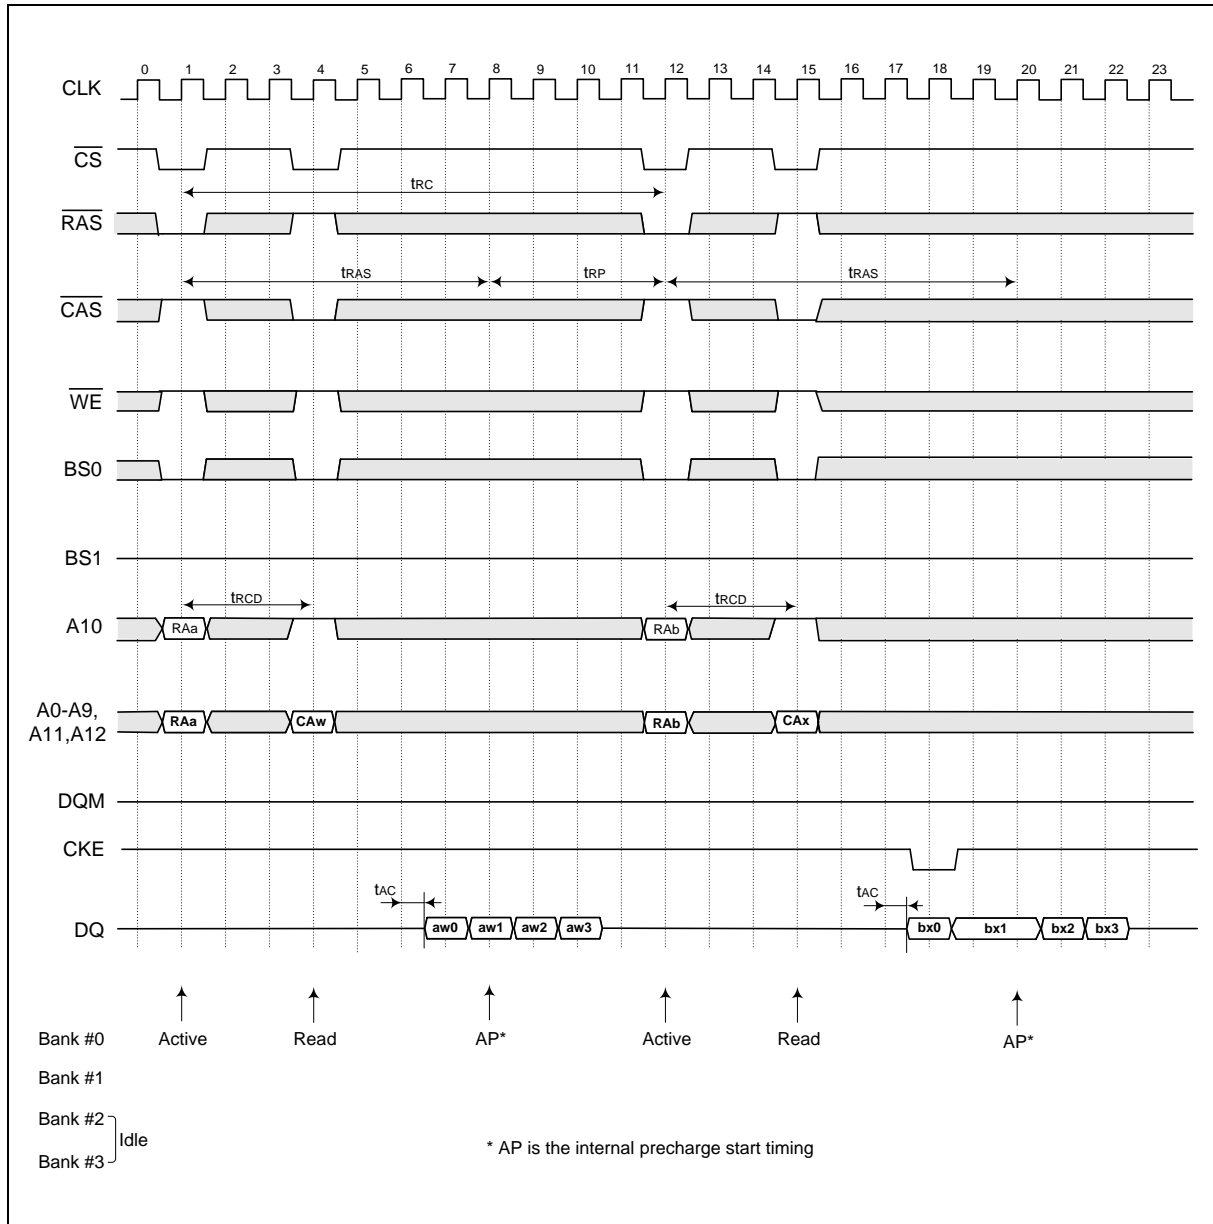 0 1 2 3 4 5 6 7 8 9 10 11 12 13 14 15 16 17 18 19 20 21 22 23
CLK
CS
tRC
RAS
tRAS tRP tRAS
CAS
WE
BS0
BS1
tRCD tRCD
A10 RAa RAb
A0-A9,
A11,A12
RAa CAw RAb CAx
DQM
CKE
tAC tAC
DQ aw0 aw1 aw2 aw3 bx0 bx1 bx2 bx3
Bank #0 Active Read AP* Active Read AP*
Bank #1
Bank #2
Idle
Bank #3
* AP is the internal precharge start timing